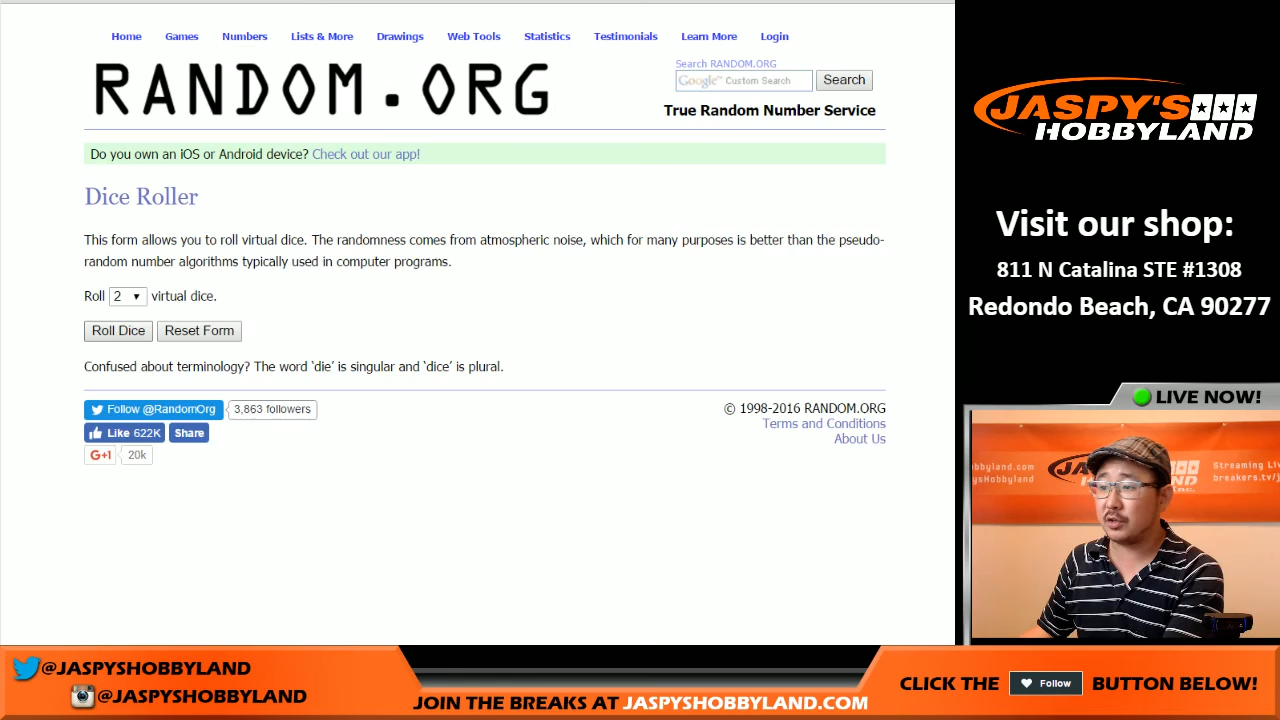 Home Games Numbers Lists & More Drawings Web Tools Statistics Testimonials Learn More Login
RANDOM.ORG
Search RANDOM.ORG
Google™ Custom Search
Search
True Random Number Service
Do you own an iOS or Android device? Check out our app!
Dice Roller
This form allows you to roll virtual dice. The randomness comes from atmospheric noise, which for many purposes is better than the pseudo-
random number algorithms typically used in computer programs.
Roll 2 virtual dice.
Roll Dice Reset Form
Confused about terminology? The word ‘die’ is singular and ‘dice’ is plural.
Follow @RandomOrg 3,863 followers
Like 622K Share
G+1 20k
© 1998-2016 RANDOM.ORG
Terms and Conditions
About Us
JASPY'S
HOBBYLAND
Visit our shop:
811 N Catalina STE #1308
Redondo Beach, CA 90277
LIVE NOW!
Streaming Liv
breakers.tv/j
@JASPYSHOBBYLAND
@JASPYSHOBBYLAND
JOIN THE BREAKS AT JASPYSHOBBYLAND.COM
CLICK THE Follow BUTTON BELOW!